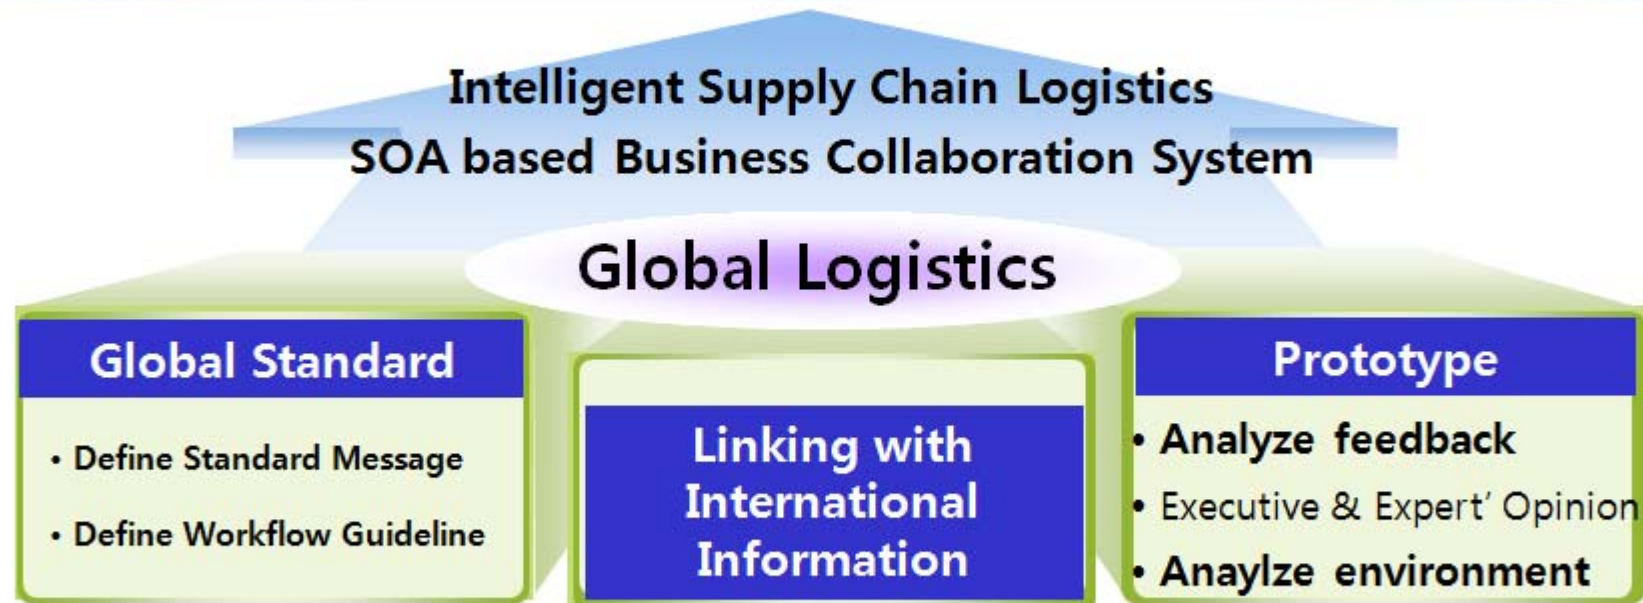 Intelligent Supply Chain Logistics
SOA based Business Collaboration System
Global Logistics
Global Standard
• Define Standard Message
• Define Workflow Guideline
Linking with
International
Information
Prototype
• Analyze feedback
• Executive & Expert’ Opinion
• Anaylze environment